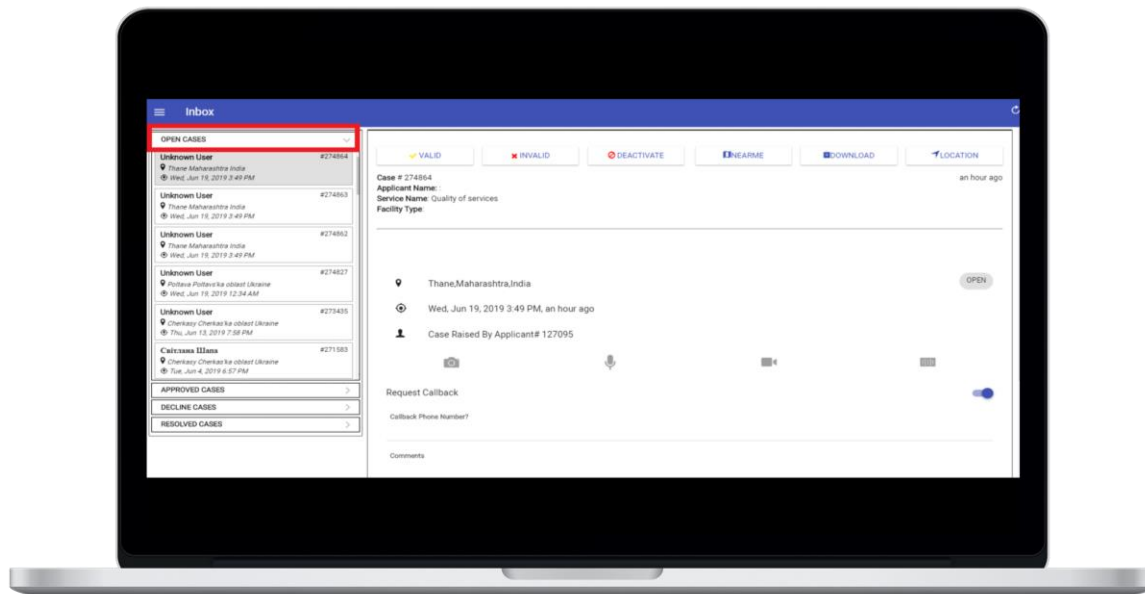 Inbox
OPEN CASES
Unknown User #274864
Thane Maharashtra India
Wed, Jun 19, 2019 3:49 PM
Unknown User #274863
Thane Maharashtra India
Wed, Jun 19, 2019 3:49 PM
Unknown User #274862
Thane Maharashtra India
Wed, Jun 19, 2019 3:49 PM
Unknown User #274827
Poltava Poltavs'ka oblast Ukraine
Wed, Jun 19, 2019 12:34 AM
Unknown User #273435
Cherkasy Cherkas'ka oblast Ukraine
Thu, Jun 13, 2019 7:58 PM
Світлана Шапа #271583
Cherkasy Cherkas'ka oblast Ukraine
Tue, Jun 4, 2019 6:57 PM
APPROVED CASES
DECLINE CASES
RESOLVED CASES
VALID INVALID DEACTIVATE NEARME DOWNLOAD LOCATION
Case # 274864 an hour ago
Applicant Name: :
Service Name: Quality of services
Facility Type:
Thane,Maharashtra,India OPEN
Wed, Jun 19, 2019 3:49 PM, an hour ago
Case Raised By Applicant# 127095
Request Callback
Callback Phone Number?
Comments